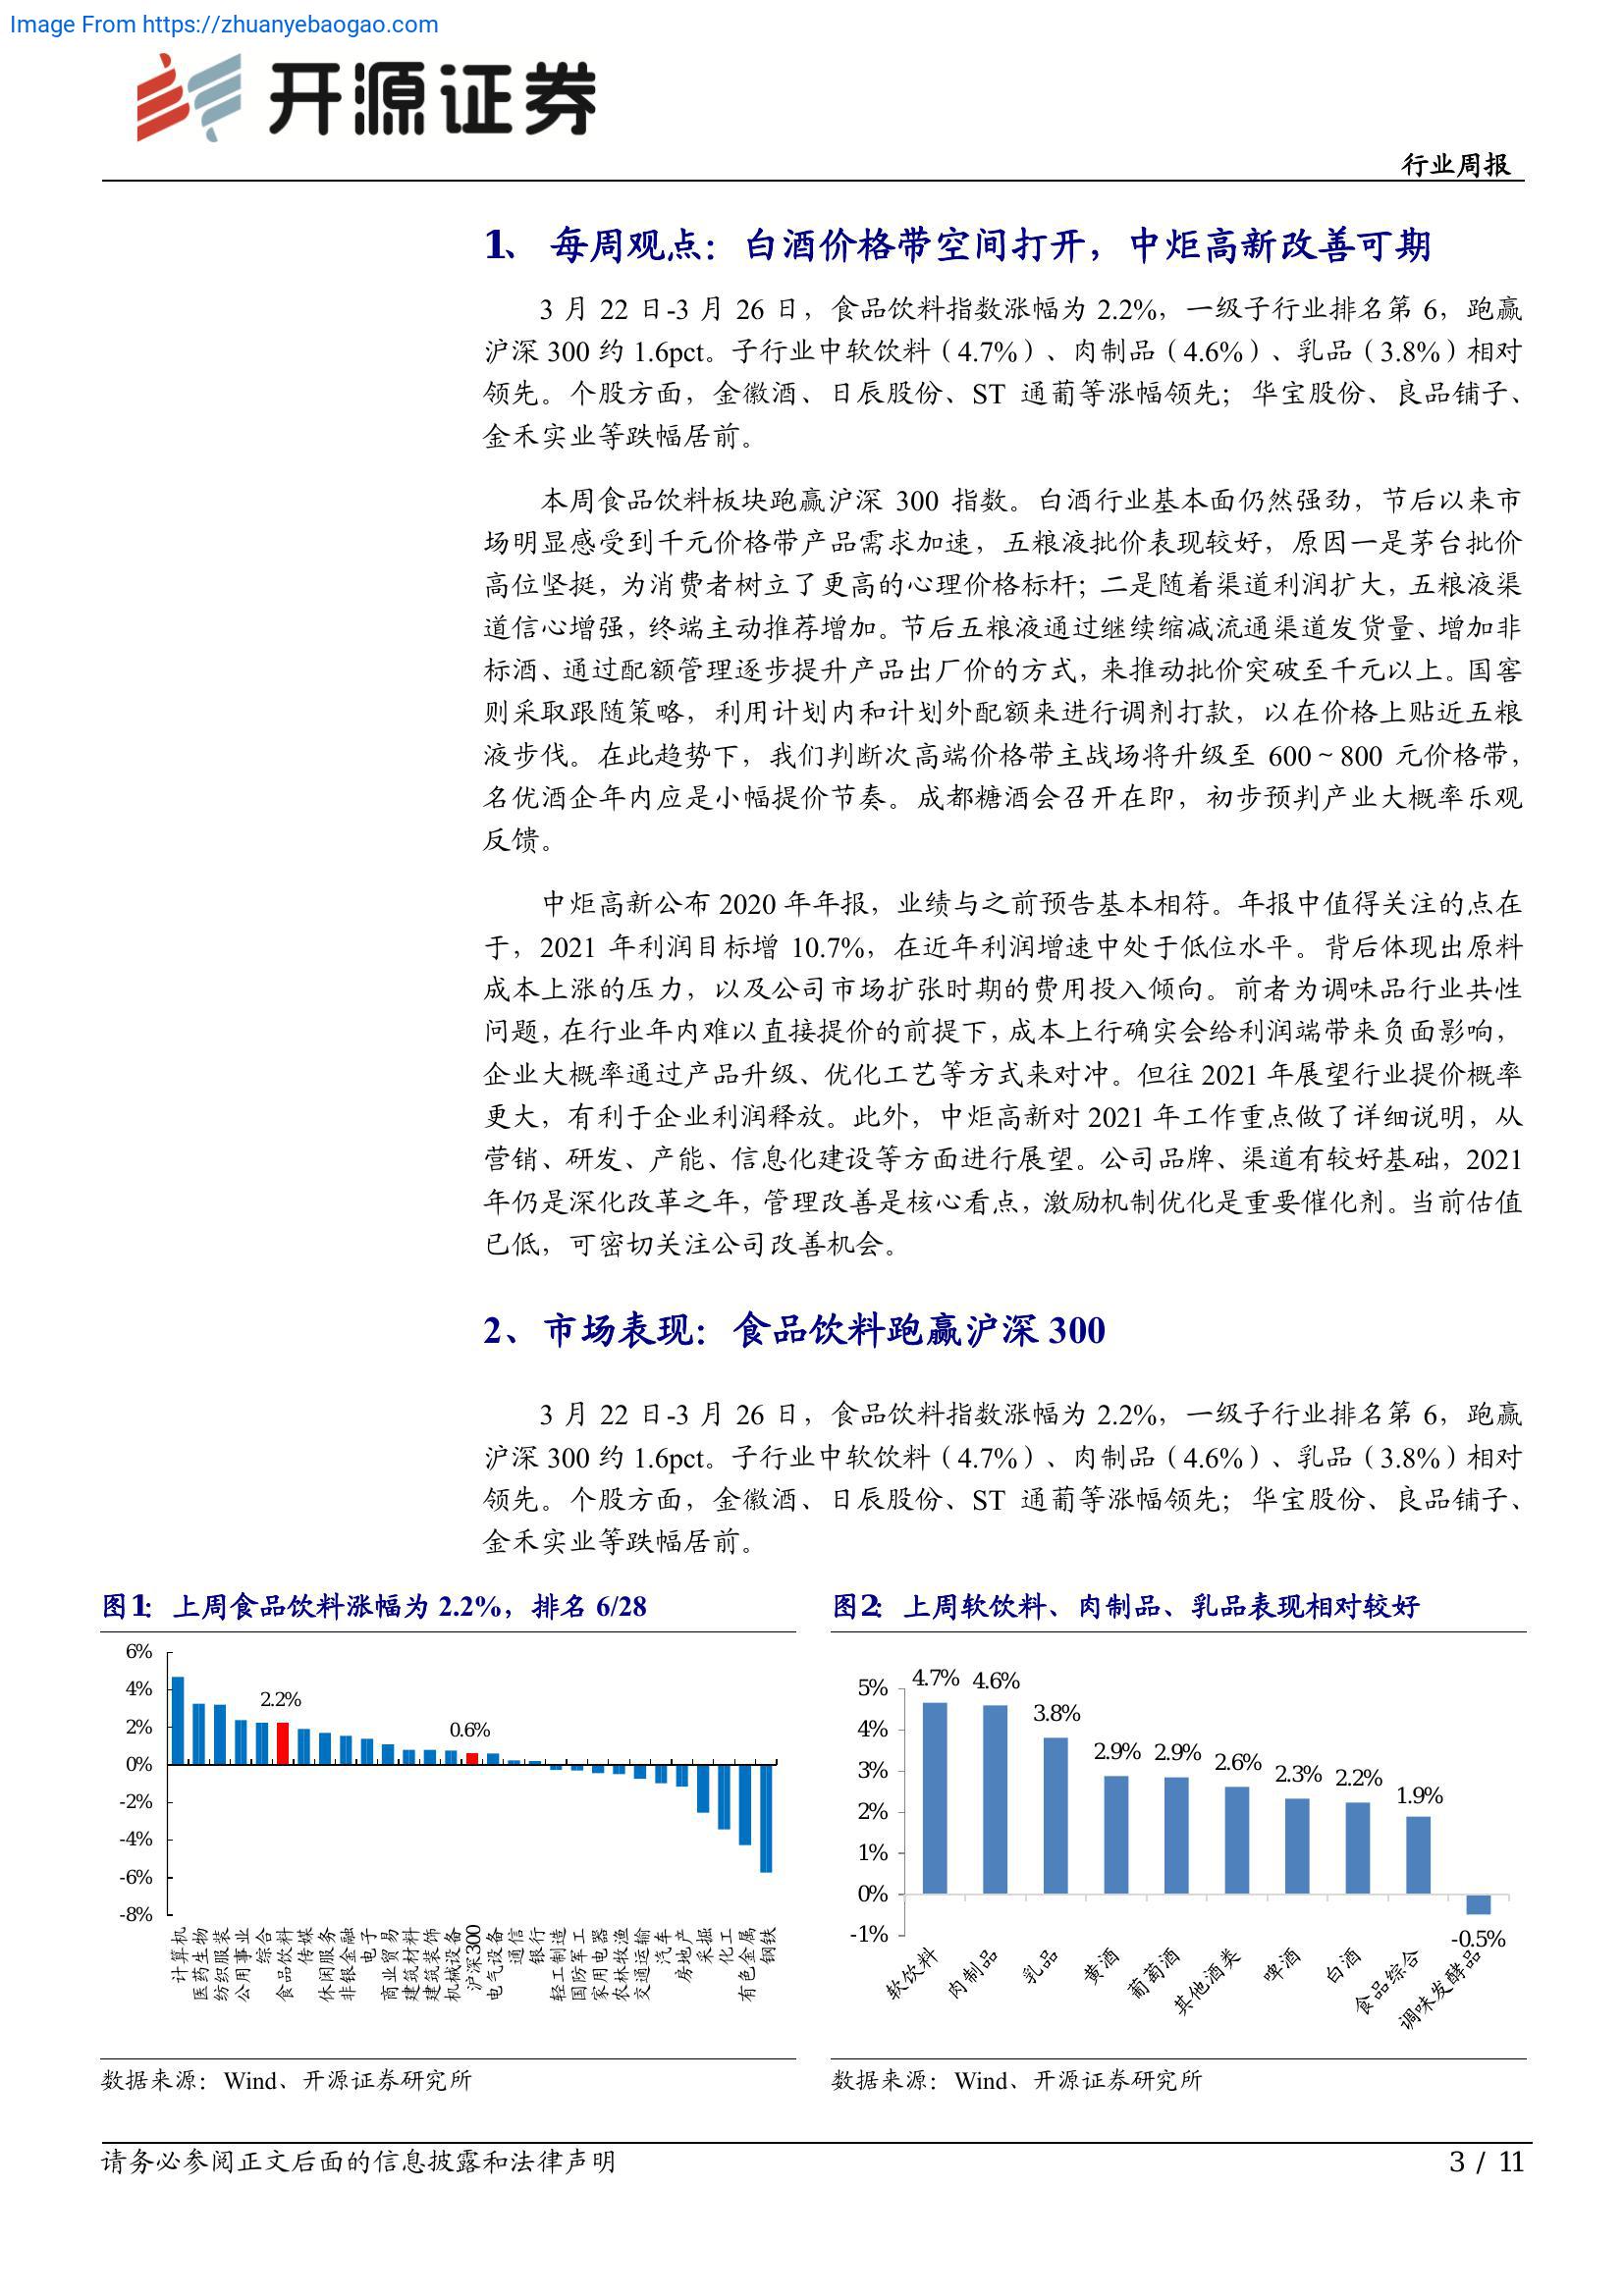 Image From https://zhuanyebaogao.com
开源证券
行业周报
1、 每周观点：白酒价格带空间打开，中炬高新改善可期
3 月 22 日-3 月 26 日，食品饮料指数涨幅为 2.2%，一级子行业排名第 6，跑赢
沪深 300 约 1.6pct。子行业中软饮料（4.7%）、肉制品（4.6%）、乳品（3.8%）相对
领先。个股方面，金徽酒、日辰股份、ST 通葡等涨幅领先；华宝股份、良品铺子、
金禾实业等跌幅居前。
本周食品饮料板块跑赢沪深 300 指数。白酒行业基本面仍然强劲，节后以来市
场明显感受到千元价格带产品需求加速，五粮液批价表现较好，原因一是茅台批价
高位坚挺，为消费者树立了更高的心理价格标杆；二是随着渠道利润扩大，五粮液渠
道信心增强，终端主动推荐增加。节后五粮液通过继续缩减流通渠道发货量、增加非
标酒、通过配额管理逐步提升产品出厂价的方式，来推动批价突破至千元以上。国窖
则采取跟随策略，利用计划内和计划外配额来进行调剂打款，以在价格上贴近五粮
液步伐。在此趋势下，我们判断次高端价格带主战场将升级至 600～800 元价格带，
名优酒企年内应是小幅提价节奏。成都糖酒会召开在即，初步预判产业大概率乐观
反馈。
中炬高新公布 2020 年年报，业绩与之前预告基本相符。年报中值得关注的点在
于，2021 年利润目标增 10.7%，在近年利润增速中处于低位水平。背后体现出原料
成本上涨的压力，以及公司市场扩张时期的费用投入倾向。前者为调味品行业共性
问题，在行业年内难以直接提价的前提下，成本上行确实会给利润端带来负面影响，
企业大概率通过产品升级、优化工艺等方式来对冲。但往 2021 年展望行业提价概率
更大，有利于企业利润释放。此外，中炬高新对 2021 年工作重点做了详细说明，从
营销、研发、产能、信息化建设等方面进行展望。公司品牌、渠道有较好基础，2021
年仍是深化改革之年，管理改善是核心看点，激励机制优化是重要催化剂。当前估值
已低，可密切关注公司改善机会。
2、市场表现：食品饮料跑赢沪深 300
3 月 22 日-3 月 26 日，食品饮料指数涨幅为 2.2%，一级子行业排名第 6，跑赢
沪深 300 约 1.6pct。子行业中软饮料（4.7%）、肉制品（4.6%）、乳品（3.8%）相对
领先。个股方面，金徽酒、日辰股份、ST 通葡等涨幅领先；华宝股份、良品铺子、
金禾实业等跌幅居前。
图1：上周食品饮料涨幅为 2.2%，排名 6/28
6%
4%
2%
0%
-2%
-4%
-6%
-8%
2.2%
0.6%
计算机
医药生物
纺织服装
公用事业
综合
食品饮料
传媒
休闲服务
非银金融
电子
商业贸易
建筑材料
建筑装饰
机械设备
沪深300
电气设备
通信
银行
轻工制造
国防军工
家用电器
农林牧渔
交通运输
汽车
房地产
采掘
化工
有色金属
钢铁
数据来源：Wind、开源证券研究所
图2：上周软饮料、肉制品、乳品表现相对较好
5%
4%
3%
2%
1%
0%
-1%
4.7%
4.6%
3.8%
2.9%
2.9%
2.6%
2.3%
2.2%
1.9%
-0.5%
软饮料
肉制品
乳品
黄酒
葡萄酒
其他酒类
啤酒
白酒
食品综合
调味发酵品
数据来源：Wind、开源证券研究所
请务必参阅正文后面的信息披露和法律声明
3 / 11